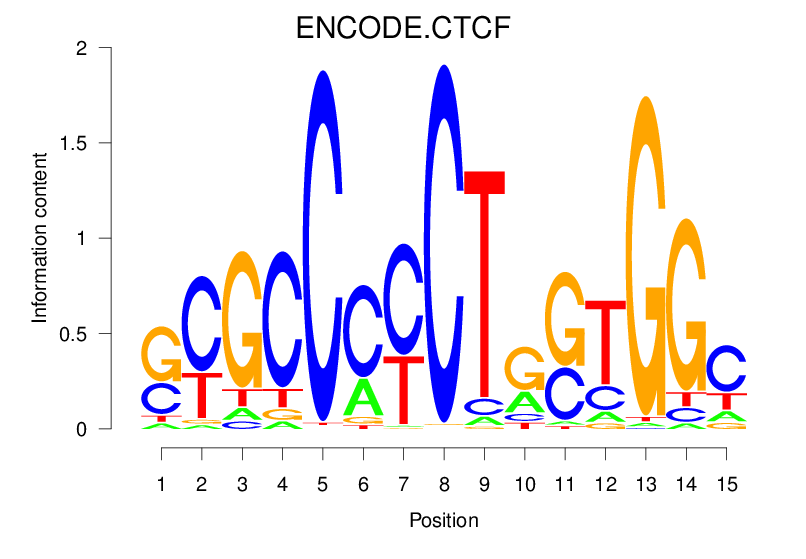 ENCODE.CTCF
2
1.5
1
0.5
0
Information content
G C G C C C C C T G G T G G C
C T T T A T C A C C T C T
T G A G G A C A C A
A A C A T G T T G A G
1 2 3 4 5 6 7 8 9 10 11 12 13 14 15
Position